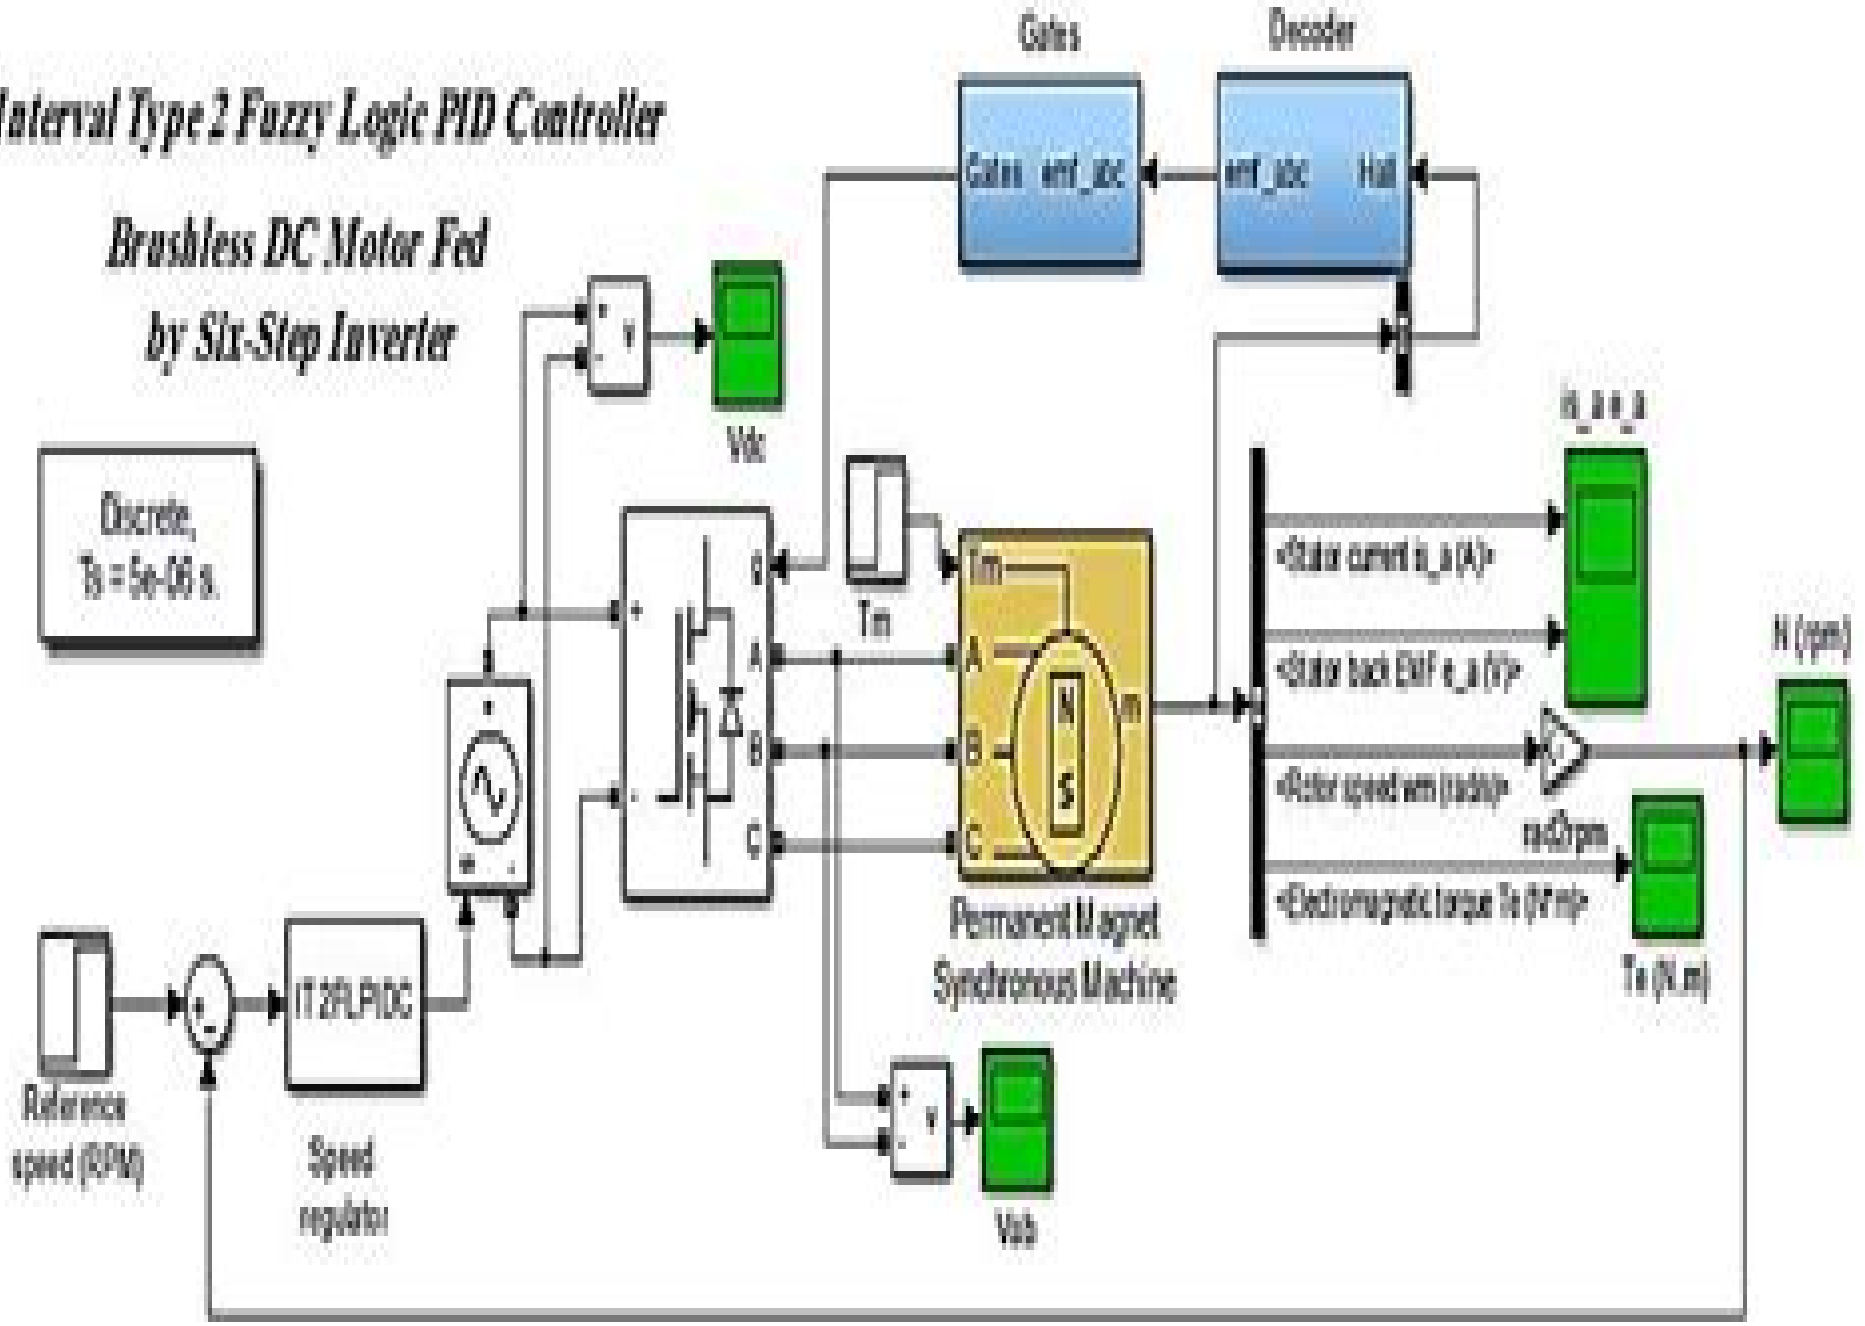 Interval Type 2 Fuzzy Logic PID Controller
Brushless DC Motor Fed
by Six-Step Inverter
Discrete,
Ts = 5e-06 s.
Gates
Decoder
Gates emf_abc
emf_abc Hall
+
-
v
Vdc
is_a e_a
Tm
g
+
-
A
B
C
Tm
A
B
C
N
S
m
Permanent Magnet
Synchronous Machine
<Stator current is_a (A)>
<Stator back EMF e_a (V)>
<Rotor speed wm (rad/s)>
rad2rpm
<Electromagnetic torque Te (N*m)>
N (rpm)
Te (N.m)
+
-
IT2FLPIDC
Reference
speed (RPM)
Speed
regulator
+
-
v
Vab